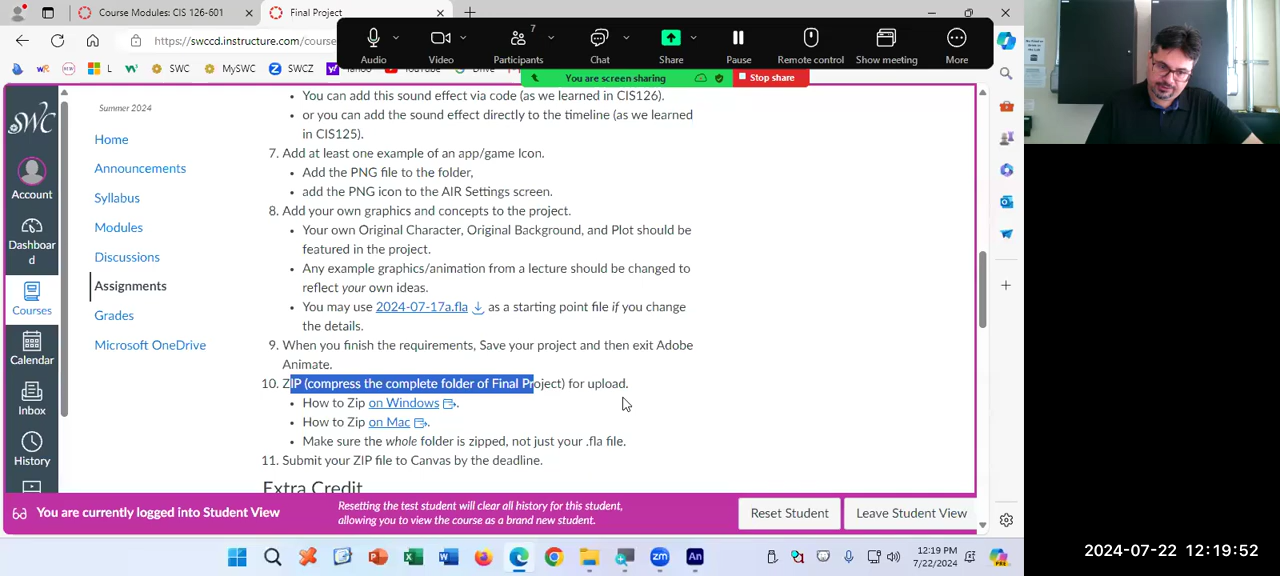 Course Modules: CIS 126-601
Final Project
https://swccd.instructure.com/course
Audio
Video
7
Participants
Chat
Share
Pause
Remote control
Show meeting
More
You are screen sharing
Stop share
SWC
MySWC
SWCZ
Summer 2024
Home
Announcements
Syllabus
Modules
Discussions
Assignments
Grades
Microsoft OneDrive
SWC
Account
Dashboar
d
Courses
Calendar
Inbox
History
• You can add this sound effect via code (as we learned in CIS126).
• or you can add the sound effect directly to the timeline (as we learned
in CIS125).
7. Add at least one example of an app/game Icon.
• Add the PNG file to the folder,
• add the PNG icon to the AIR Settings screen.
8. Add your own graphics and concepts to the project.
• Your own Original Character, Original Background, and Plot should be
featured in the project.
• Any example graphics/animation from a lecture should be changed to
reflect your own ideas.
• You may use 2024-07-17a.fla as a starting point file if you change
the details.
9. When you finish the requirements, Save your project and then exit Adobe
Animate.
10. ZIP (compress the complete folder of Final Project) for upload.
• How to Zip on Windows.
• How to Zip on Mac.
• Make sure the whole folder is zipped, not just your .fla file.
11. Submit your ZIP file to Canvas by the deadline.
Extra Credit
You are currently logged into Student View
Resetting the test student will clear all history for this student,
allowing you to view the course as a brand new student.
Reset Student
Leave Student View
12:19 PM
7/22/2024
2024-07-22 12:19:52